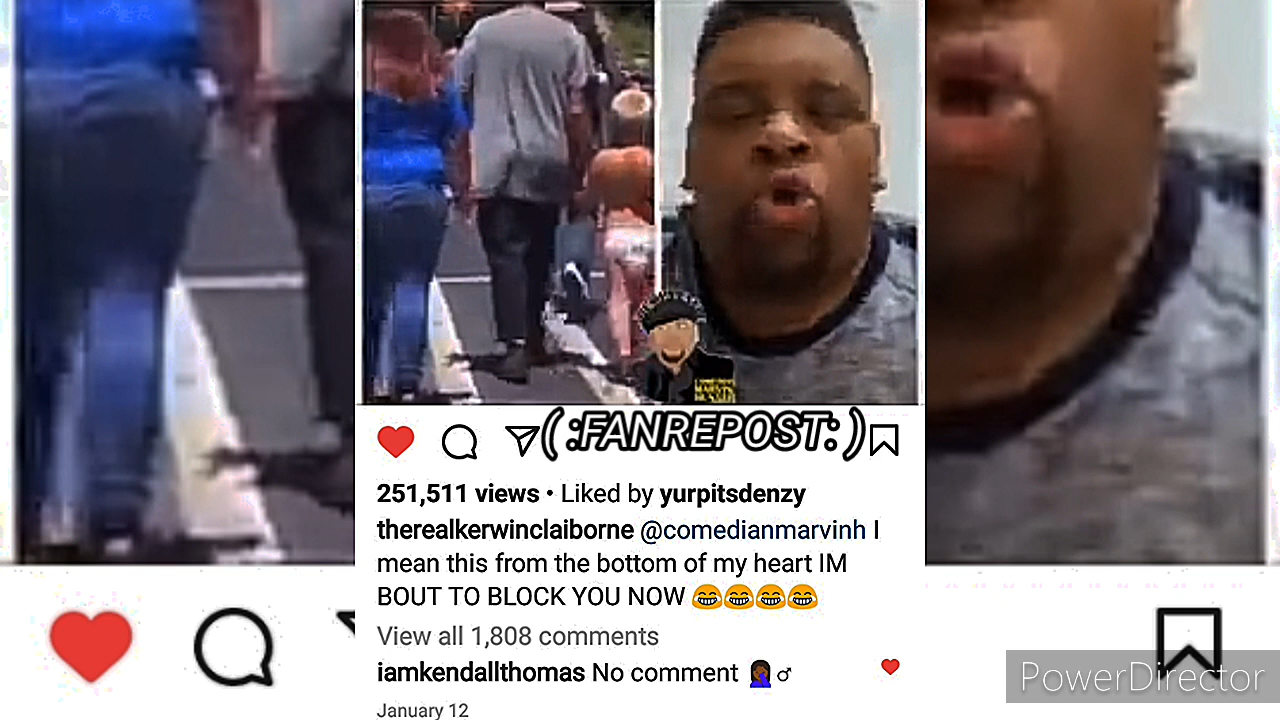 ( :FANREPOST: )
251,511 views • Liked by yurpitsdenzy
therealkerwinclaiborne @comedianmarvinh I
mean this from the bottom of my heart IM
BOUT TO BLOCK YOU NOW 😂😂😂😂
View all 1,808 comments
iamkendallthomas No comment 🤦🏾‍♂
January 12
PowerDirector